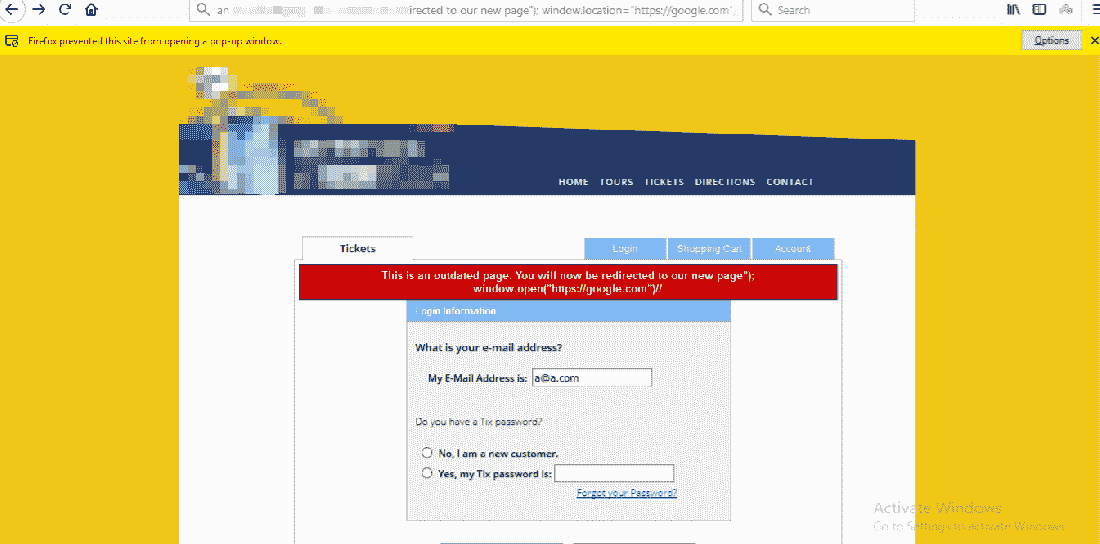 an irected to our new page"); window.location="https://google.com",
Search
Firefox prevented this site from opening a pop-up window.
Options
HOME TOURS TICKETS DIRECTIONS CONTACT
Tickets
Login
Shopping Cart
Account
This is an outdated page. You will now be redirected to our new page");
window.open("https://google.com")//
Login Information
What is your e-mail address?
My E-Mail Address is: a@a.com
Do you have a Tix password?
No, I am a new customer.
Yes, my Tix password is:
Forgot your Password?
Activate Windows
Go to Settings to activate Windows.